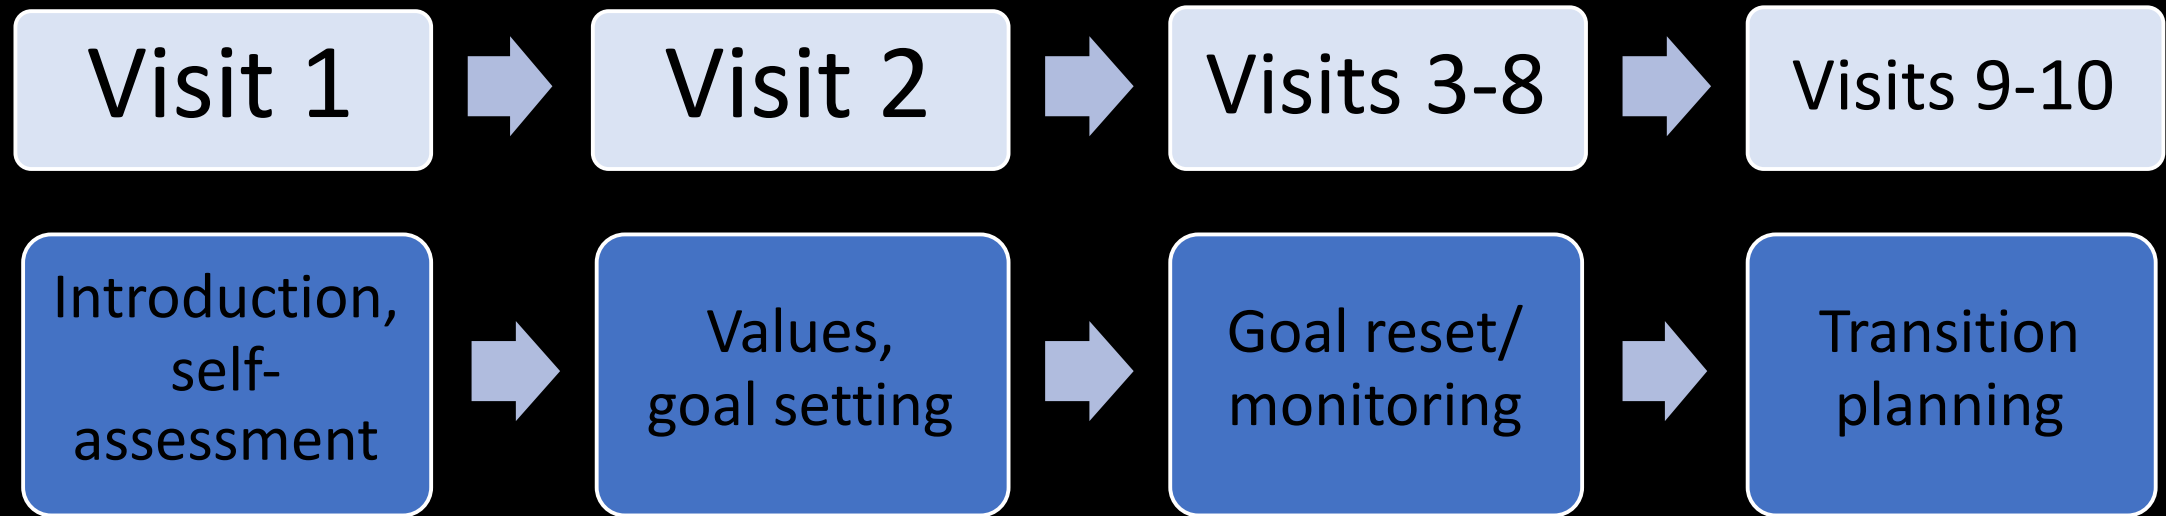 Visit 1
Visit 2
Visits 3-8
Visits 9-10
Introduction,
self-
assessment
Values,
goal setting
Goal reset/
monitoring
Transition
planning